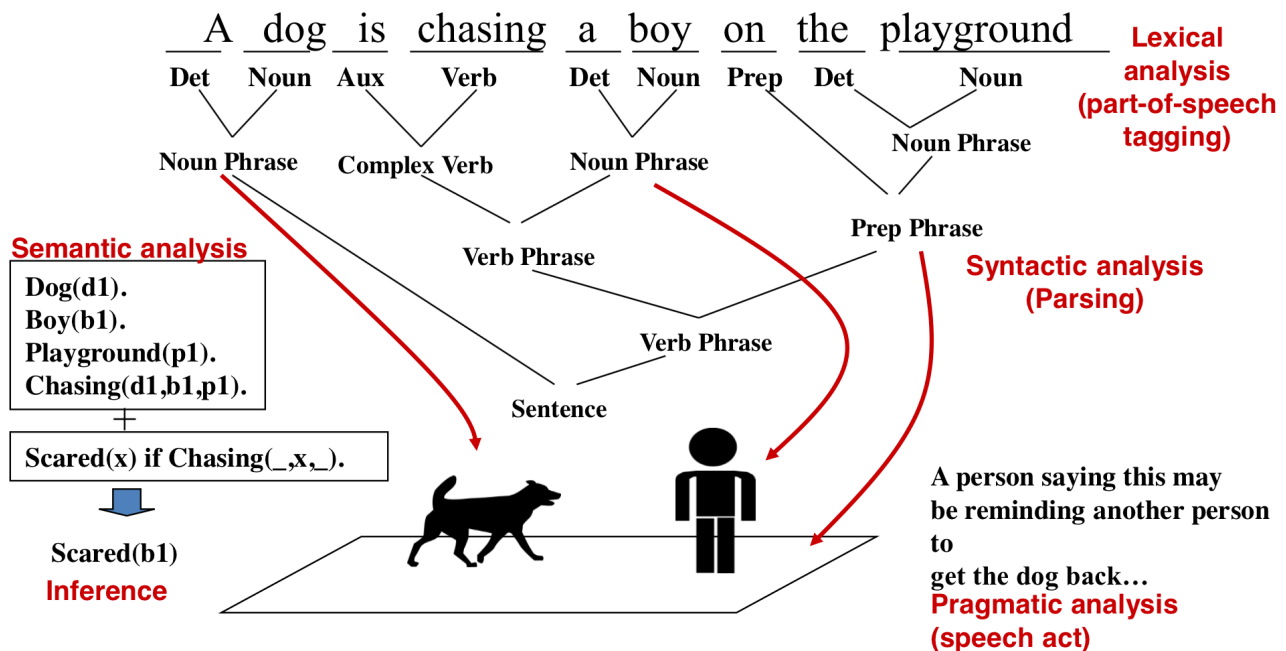 A dog is chasing a boy on the playground
Det Noun Aux Verb Det Noun Prep Det Noun
Lexical
analysis
(part-of-speech
tagging)
Noun Phrase Complex Verb Noun Phrase Noun Phrase
Prep Phrase
Verb Phrase
Syntactic analysis
(Parsing)
Verb Phrase
Sentence
Semantic analysis
Dog(d1).
Boy(b1).
Playground(p1).
Chasing(d1,b1,p1).
+
Scared(x) if Chasing(_,x,_).
Scared(b1)
Inference
A person saying this may
be reminding another person
to
get the dog back…
Pragmatic analysis
(speech act)